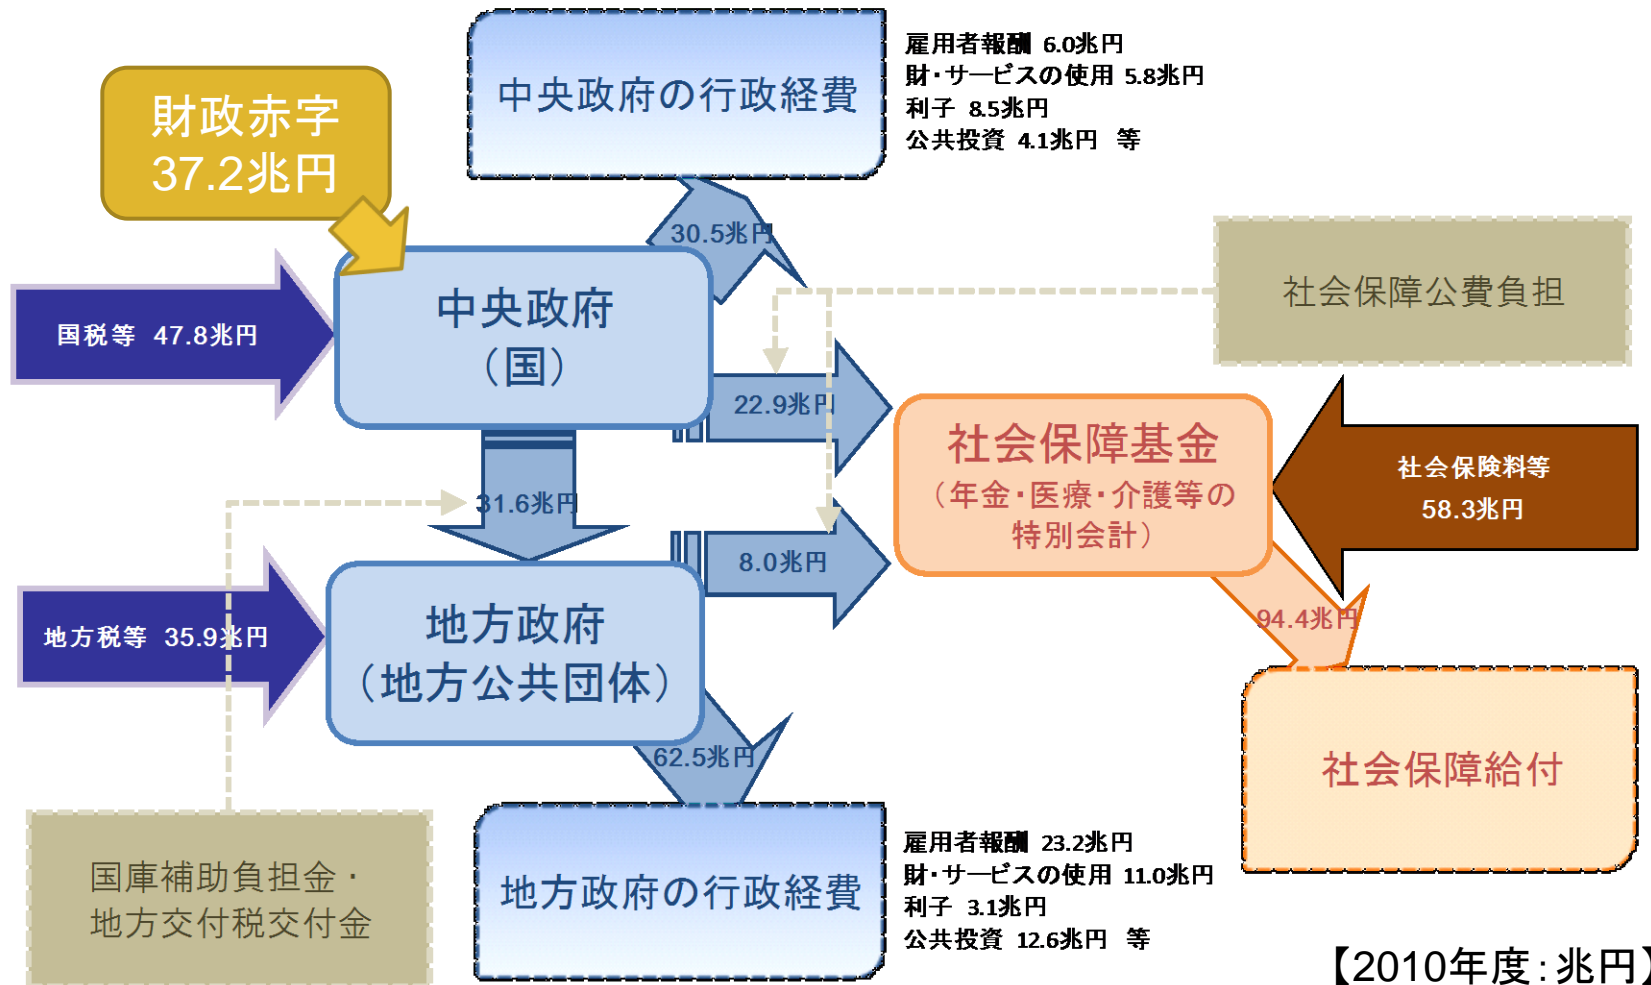 雇用者報酬 6.0兆円
財・サービスの使用 5.8兆円
利子 8.5兆円
公共投資 4.1兆円 等
中央政府の行政経費
財政赤字
37.2兆円
30.5兆円
社会保障公費負担
国税等 47.8兆円
中央政府
（国）
22.9兆円
社会保障基金
（年金・医療・介護等の
特別会計）
社会保険料等
58.3兆円
31.6兆円
8.0兆円
地方税等 35.9兆円
地方政府
（地方公共団体）
94.4兆円
62.5兆円
社会保障給付
国庫補助負担金・
地方交付税交付金
地方政府の行政経費
雇用者報酬 23.2兆円
財・サービスの使用 11.0兆円
利子 3.1兆円
公共投資 12.6兆円 等
【2010年度：兆円】